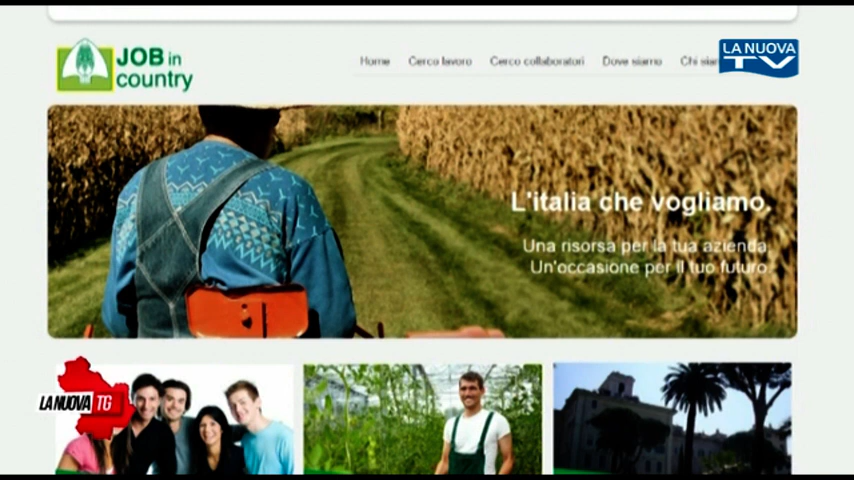 JOB in
country
Home Cerco lavoro Cerco collaboratori Dove siamo
LA NUOVA
TV
L'italia che vogliamo.
Una risorsa per la tua azienda.
Un'occasione per il tuo futuro.
LA NUOVA TG